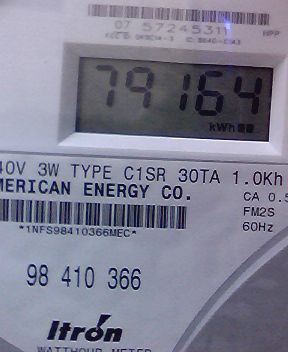 07 57245311
79164
kWh
40V 3W TYPE C1SR 30TA 1.0Kh
MERICAN ENERGY CO.
CA 0.5
FM2S
60Hz
*1NFS98410366MEC*
98 410 366
Itron
WATTHOUR METER